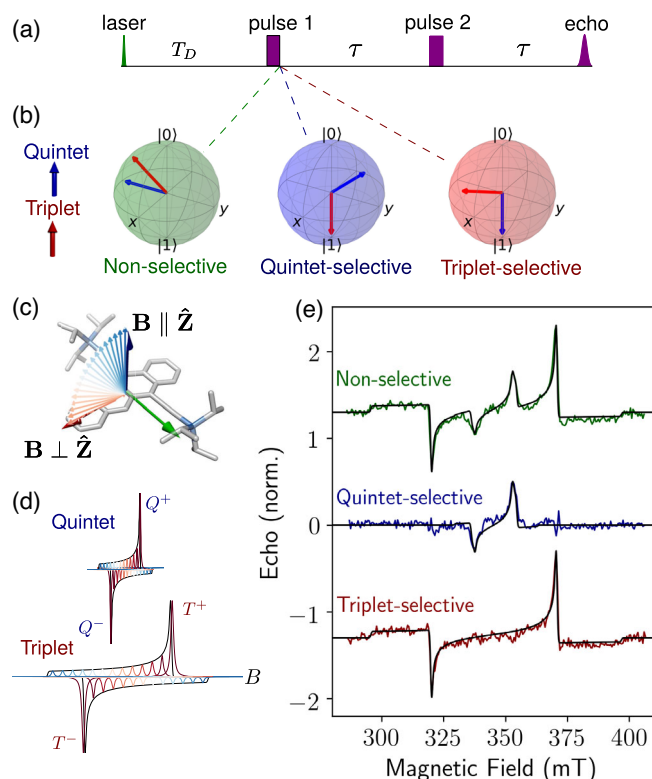 (a)
laser
pulse 1
pulse 2
echo
T_D
τ
τ
(b)
Quintet
Triplet
|0⟩
x
y
|1⟩
Non-selective
|0⟩
x
y
|1⟩
Quintet-selective
|0⟩
x
y
|1⟩
Triplet-selective
(c)
B ∥ Ẑ
B ⊥ Ẑ
(d)
Quintet
Q⁺
Q⁻
Triplet
T⁺
T⁻
B
(e)
Non-selective
Quintet-selective
Triplet-selective
Echo (norm.)
2
1
0
−1
−2
300
325
350
375
400
Magnetic Field (mT)